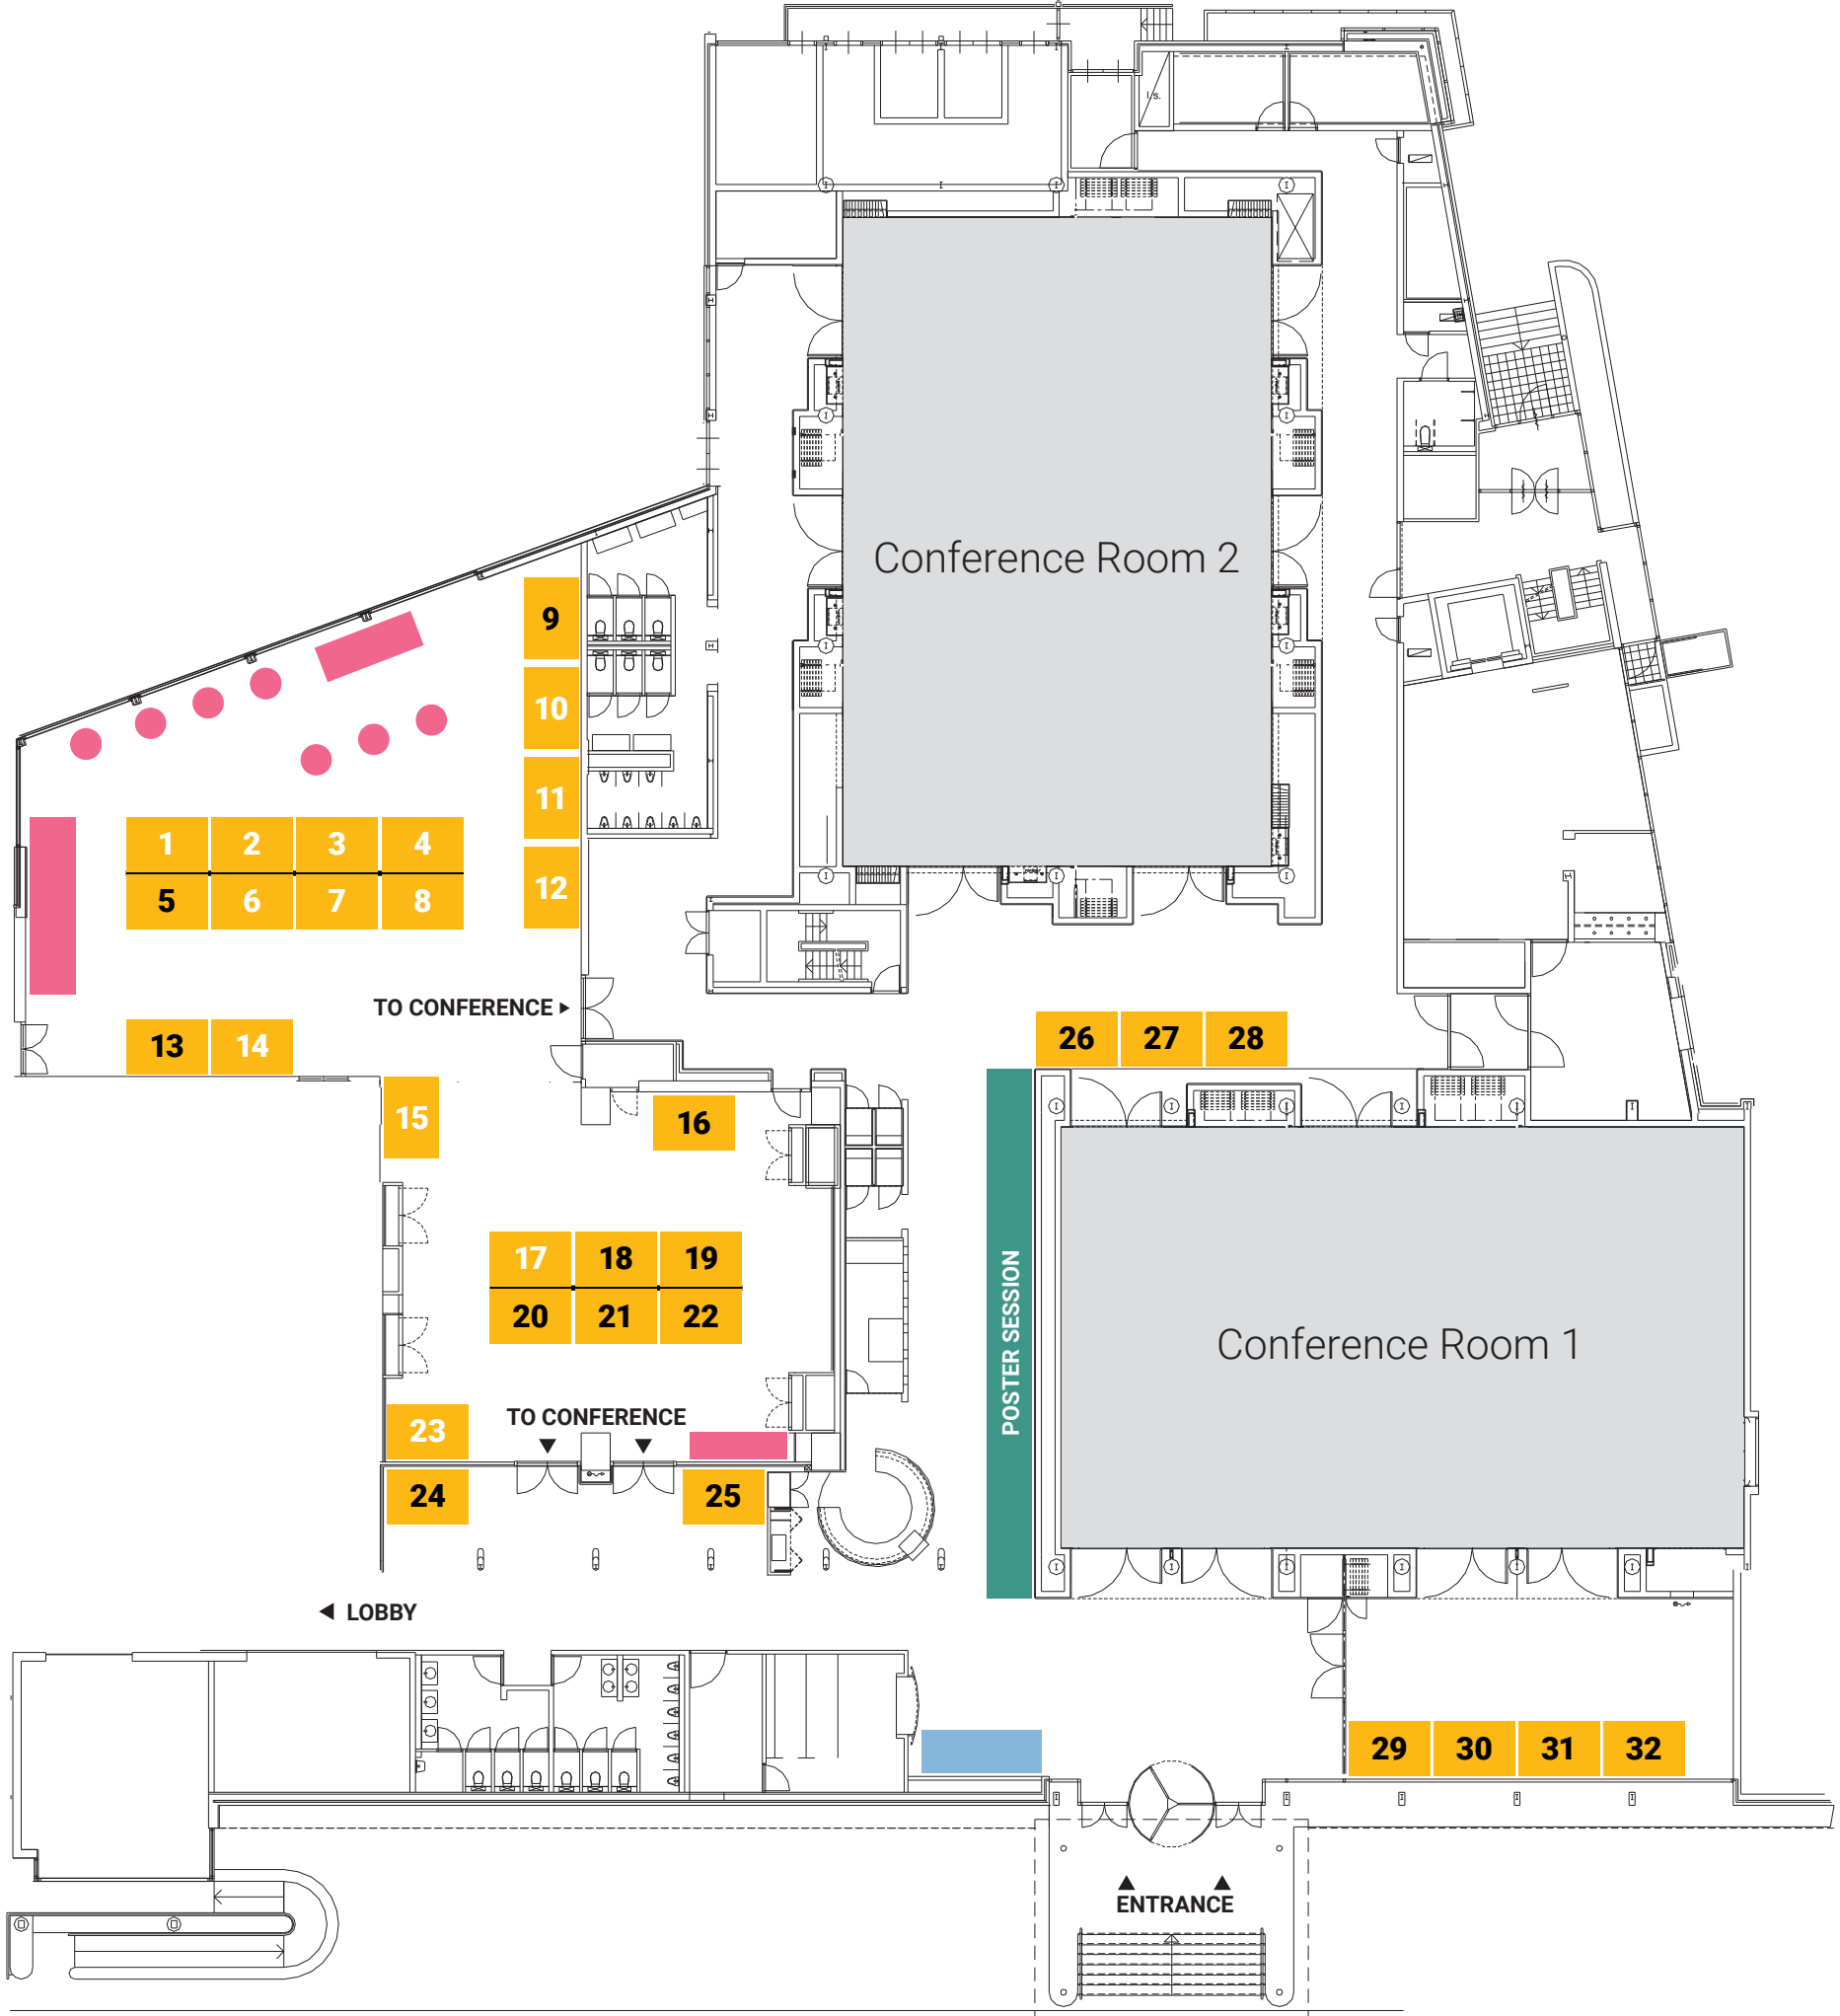 I.s.
Conference Room 2
9
10
11
12
1 2 3 4
5 6 7 8
TO CONFERENCE
13 14
15
16
26 27 28
17 18 19
20 21 22
POSTER SESSION
Conference Room 1
23
TO CONFERENCE
24
25
LOBBY
29 30 31 32
ENTRANCE